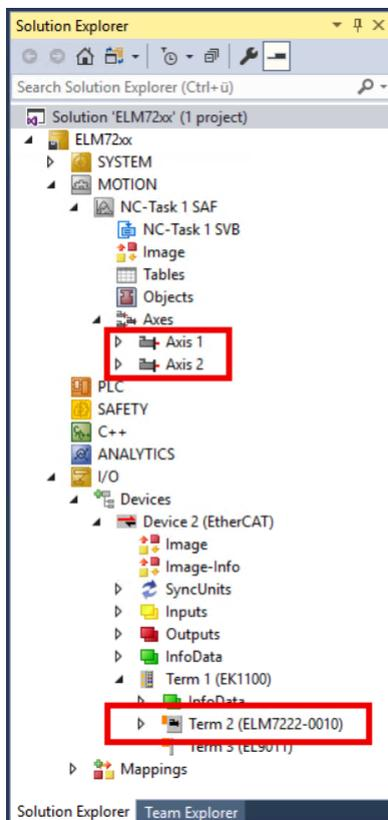 Solution Explorer
Search Solution Explorer (Ctrl+ü)
Solution 'ELM72xx' (1 project)
ELM72xx
SYSTEM
MOTION
NC-Task 1 SAF
NC-Task 1 SVB
Image
Tables
Objects
Axes
Axis 1
Axis 2
PLC
SAFETY
C++
ANALYTICS
I/O
Devices
Device 2 (EtherCAT)
Image
Image-Info
SyncUnits
Inputs
Outputs
InfoData
Term 1 (EK1100)
InfoData
Term 2 (ELM7222-0010)
Term 3 (EL9011)
Mappings
Solution Explorer Team Explorer